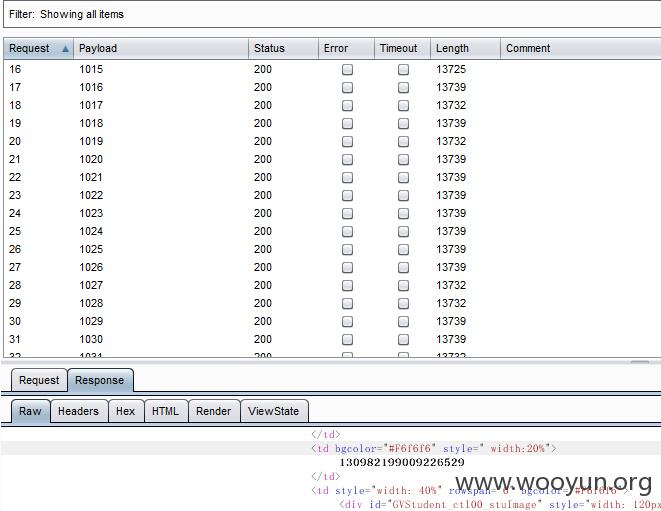 Filter: Showing all items
Request Payload Status Error Timeout Length Comment
16 1015 200 13725
17 1016 200 13739
18 1017 200 13732
19 1018 200 13739
20 1019 200 13732
21 1020 200 13739
22 1021 200 13739
23 1022 200 13739
24 1023 200 13739
25 1024 200 13739
26 1025 200 13739
27 1026 200 13739
28 1027 200 13732
29 1028 200 13732
30 1029 200 13739
31 1030 200 13739
32 1031 200 13732
Request Response
Raw Headers Hex HTML Render ViewState
</td>
<td bgcolor="#F6f6f6" style=" width:20%">
130982199009226529
</td>
<td style="width: 40%" rowspan="6" bgcolor="#F6f6f6">
<div id="GVStudent_ctl00_stuImage" style="width: 120px
www.wooyun.org